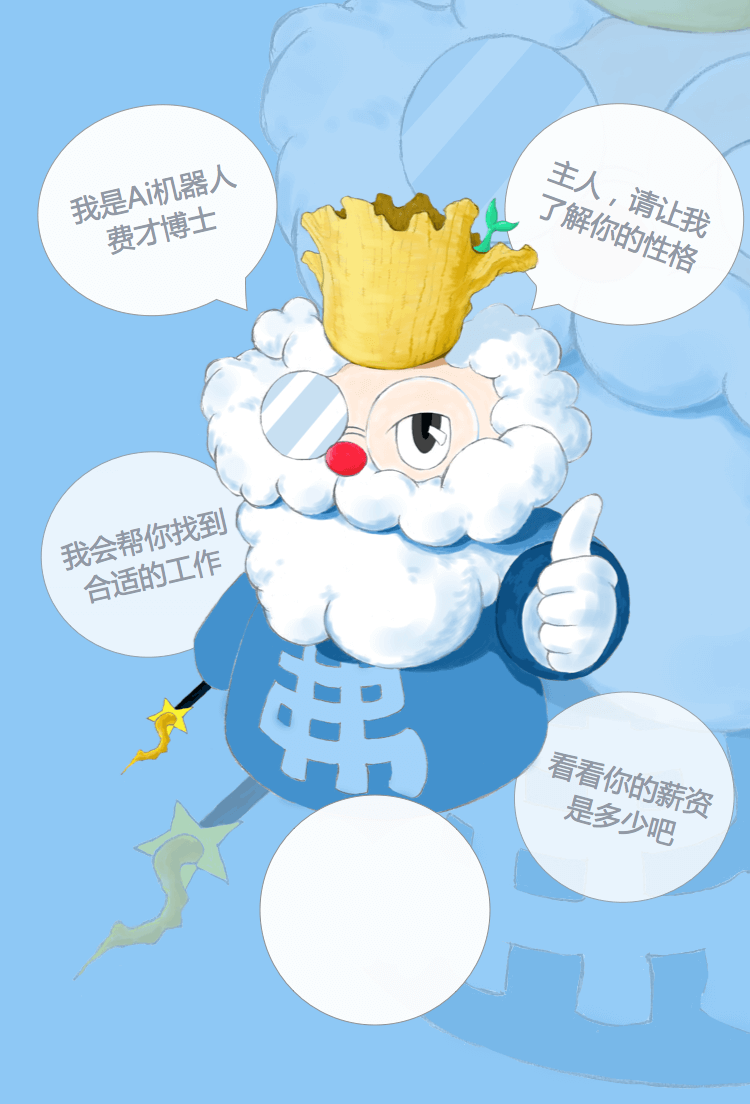 我是Ai机器人
费才博士
主人，请让我
了解你的性格
我会帮你找到
合适的工作
弗
看看你的薪资
是多少吧